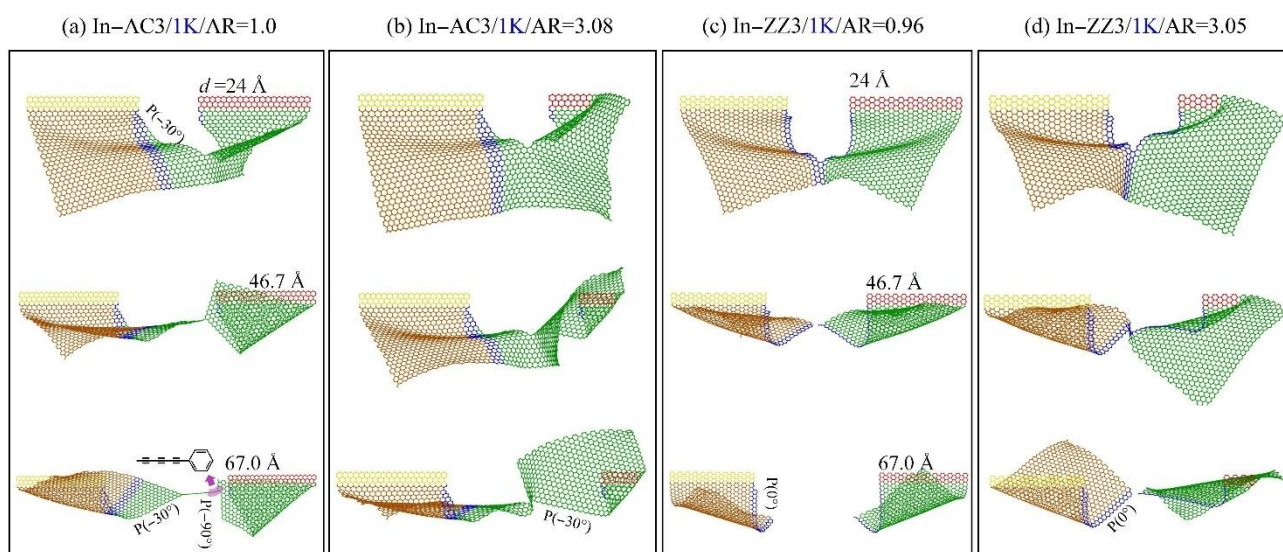 (a) In−AC3/1K/AR=1.0
(b) In−AC3/1K/AR=3.08
(c) In−ZZ3/1K/AR=0.96
(d) In−ZZ3/1K/AR=3.05
d =24 Å
P(−30°)
24 Å
46.7 Å
46.7 Å
67.0 Å
P(−30°)
P(−90°)
P(−30°)
67.0 Å
P(0°)
P(0°)